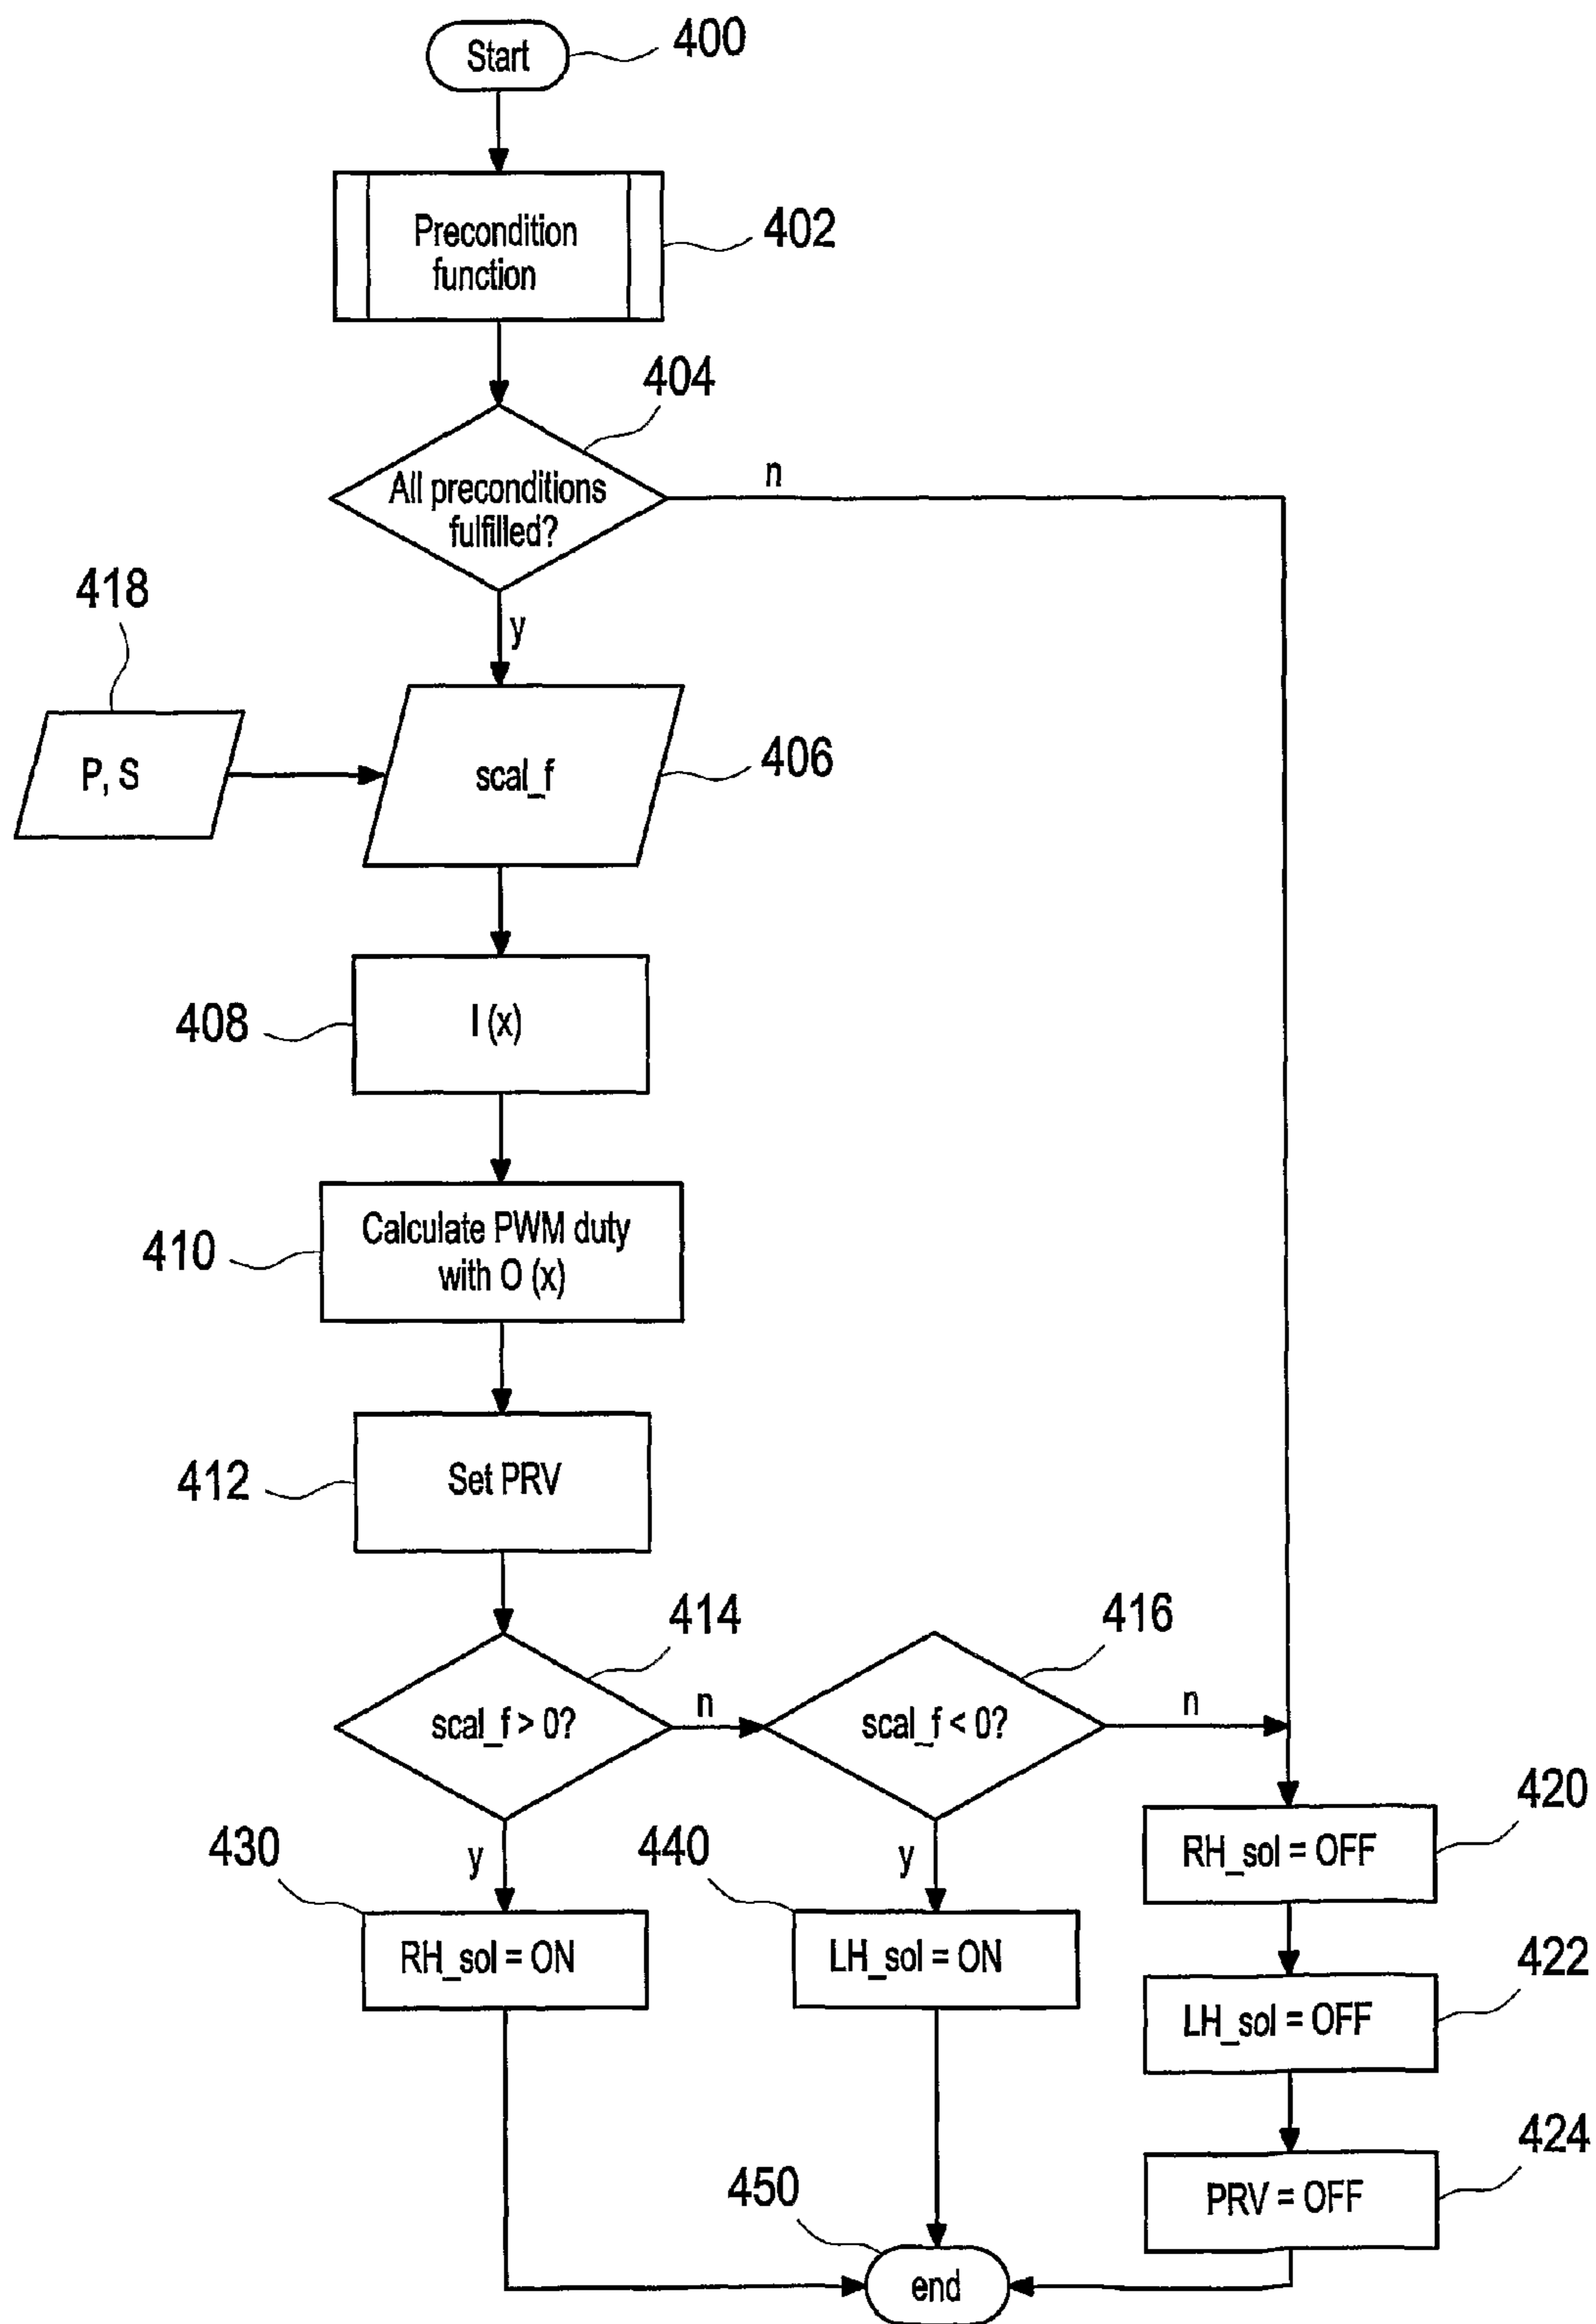 Start
400
Precondition
function
402
404
All preconditions
fulfilled?
n
y
418
P, S
scal_f
406
408
I (x)
410
Calculate PWM duty
with O (x)
412
Set PRV
414
scal_f > 0?
n
416
scal_f < 0?
n
y
y
420
RH_sol = OFF
430
RH_sol = ON
440
LH_sol = ON
422
LH_sol = OFF
424
PRV = OFF
450
end